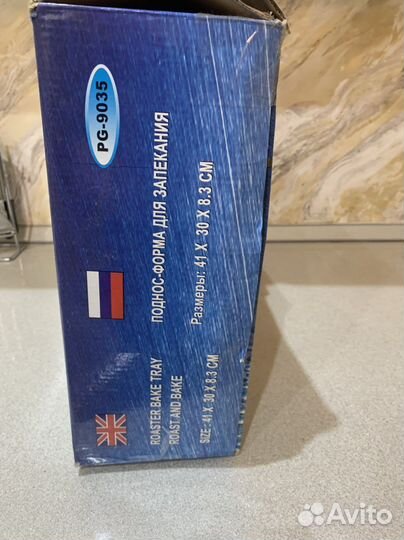 PG-9035
ROASTER BAKE TRAY
ROAST AND BAKE
SIZE: 41 X 30 X 8.3 CM
ПОДНОС-ФОРМА ДЛЯ ЗАПЕКАНИЯ
Размеры: 41 X 30 X 8.3 СМ
Avito